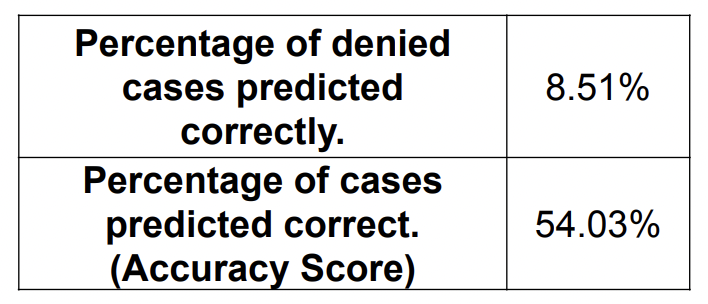 Percentage of denied
cases predicted
correctly.
8.51%
Percentage of cases
predicted correct.
(Accuracy Score)
54.03%